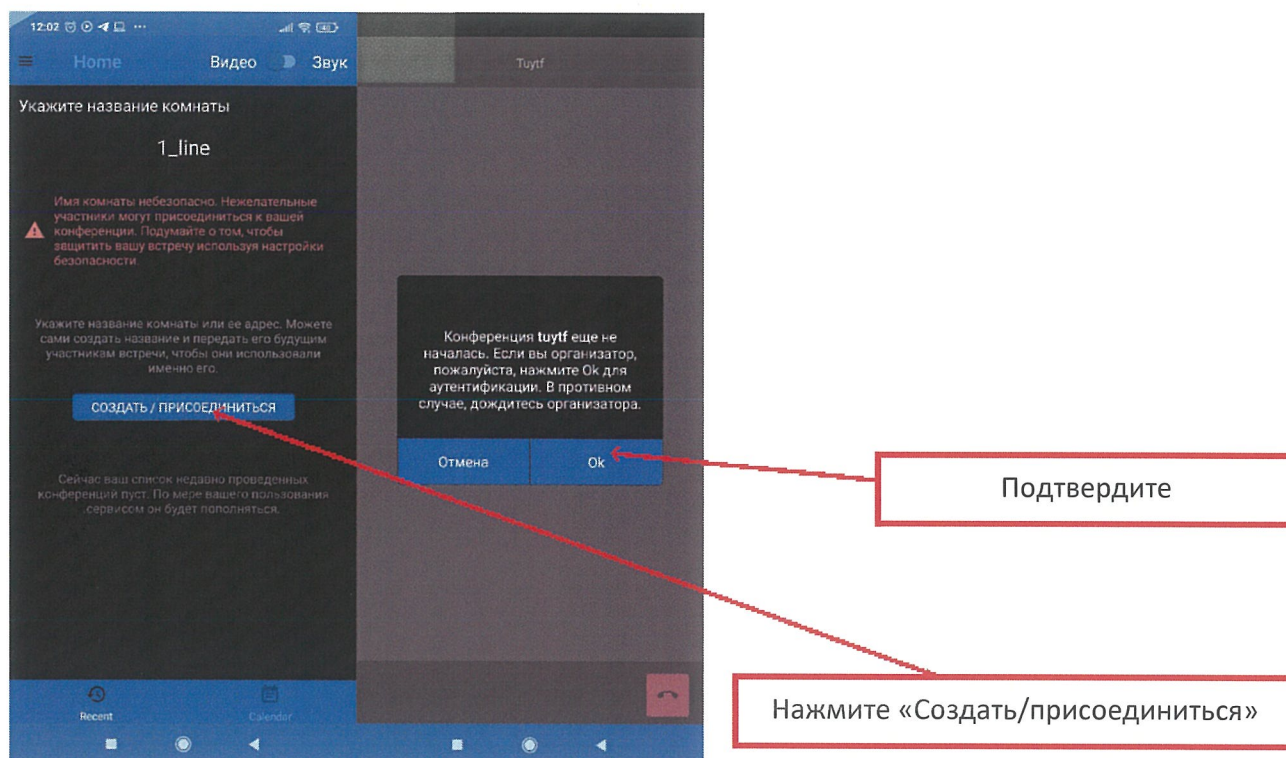 12:02
Home Видео Звук
Укажите название комнаты
1_line
Имя комнаты небезопасно. Нежелательные
участники могут присоединиться к вашей
конференции. Подумайте о том, чтобы
защитить вашу встречу используя настройки
безопасности.
Укажите название комнаты или ее адрес. Можете
сами создать название и передать его будущим
участникам встречи, чтобы они использовали
именно его.
СОЗДАТЬ / ПРИСОЕДИНИТЬСЯ
Сейчас ваш список недавно проведенных
конференций пуст. По мере вашего пользования
сервисом он будет пополняться.
Recent Calendar
Tuytf
Конференция tuytf еще не
началась. Если вы организатор,
пожалуйста, нажмите Ok для
аутентификации. В противном
случае, дождитесь организатора.
Отмена Ok
Подтвердите
Нажмите «Создать/присоединиться»